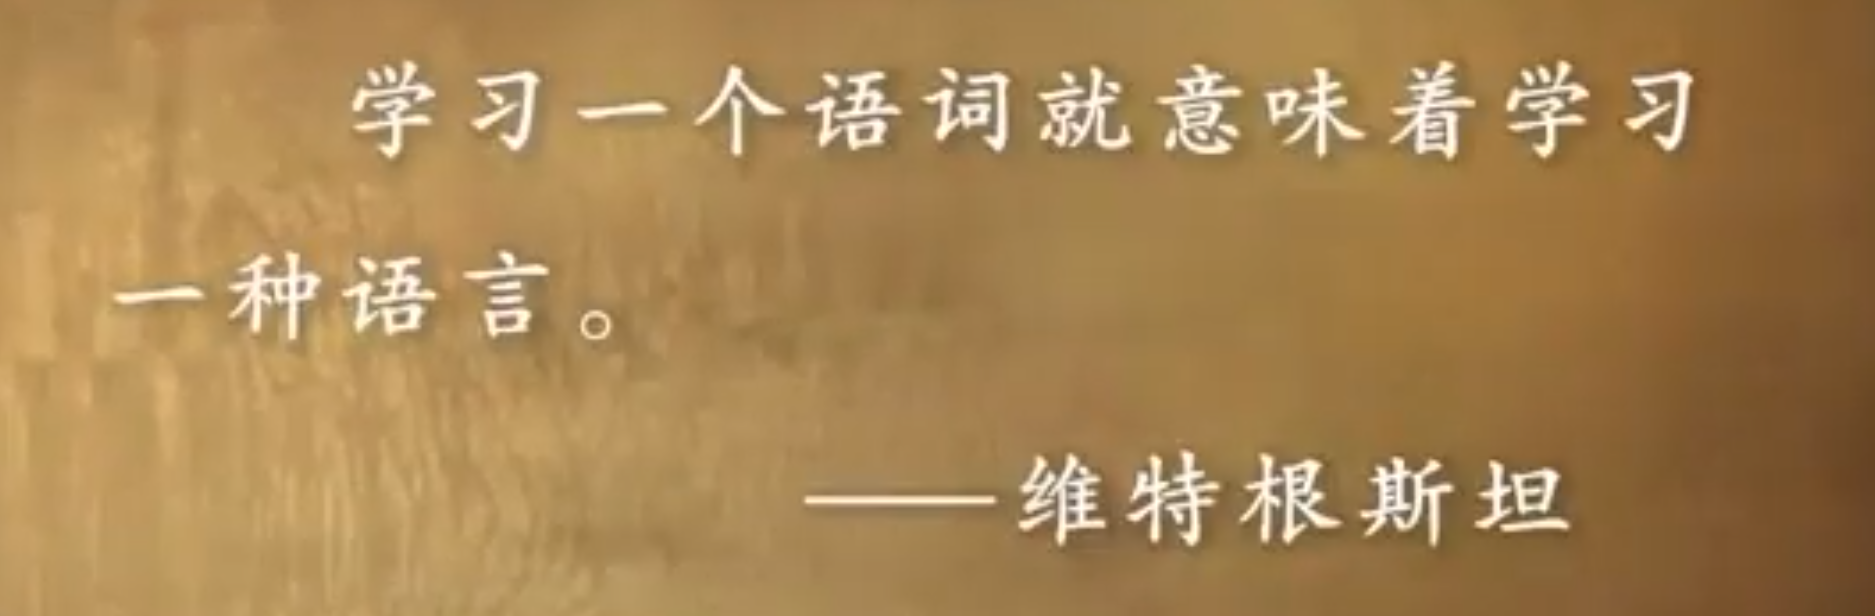 学习一个语词就意味着学习
一种语言。
——维特根斯坦